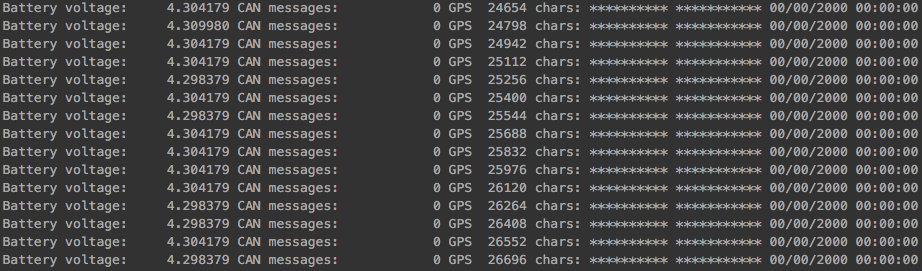 Battery voltage: 4.304179 CAN messages: 0 GPS 24654 chars: ********** *********** 00/00/2000 00:00:00
Battery voltage: 4.309980 CAN messages: 0 GPS 24798 chars: ********** *********** 00/00/2000 00:00:00
Battery voltage: 4.304179 CAN messages: 0 GPS 24942 chars: ********** *********** 00/00/2000 00:00:00
Battery voltage: 4.304179 CAN messages: 0 GPS 25112 chars: ********** *********** 00/00/2000 00:00:00
Battery voltage: 4.298379 CAN messages: 0 GPS 25256 chars: ********** *********** 00/00/2000 00:00:00
Battery voltage: 4.304179 CAN messages: 0 GPS 25400 chars: ********** *********** 00/00/2000 00:00:00
Battery voltage: 4.298379 CAN messages: 0 GPS 25544 chars: ********** *********** 00/00/2000 00:00:00
Battery voltage: 4.304179 CAN messages: 0 GPS 25688 chars: ********** *********** 00/00/2000 00:00:00
Battery voltage: 4.304179 CAN messages: 0 GPS 25832 chars: ********** *********** 00/00/2000 00:00:00
Battery voltage: 4.304179 CAN messages: 0 GPS 25976 chars: ********** *********** 00/00/2000 00:00:00
Battery voltage: 4.304179 CAN messages: 0 GPS 26120 chars: ********** *********** 00/00/2000 00:00:00
Battery voltage: 4.298379 CAN messages: 0 GPS 26264 chars: ********** *********** 00/00/2000 00:00:00
Battery voltage: 4.298379 CAN messages: 0 GPS 26408 chars: ********** *********** 00/00/2000 00:00:00
Battery voltage: 4.304179 CAN messages: 0 GPS 26552 chars: ********** *********** 00/00/2000 00:00:00
Battery voltage: 4.298379 CAN messages: 0 GPS 26696 chars: ********** *********** 00/00/2000 00:00:00